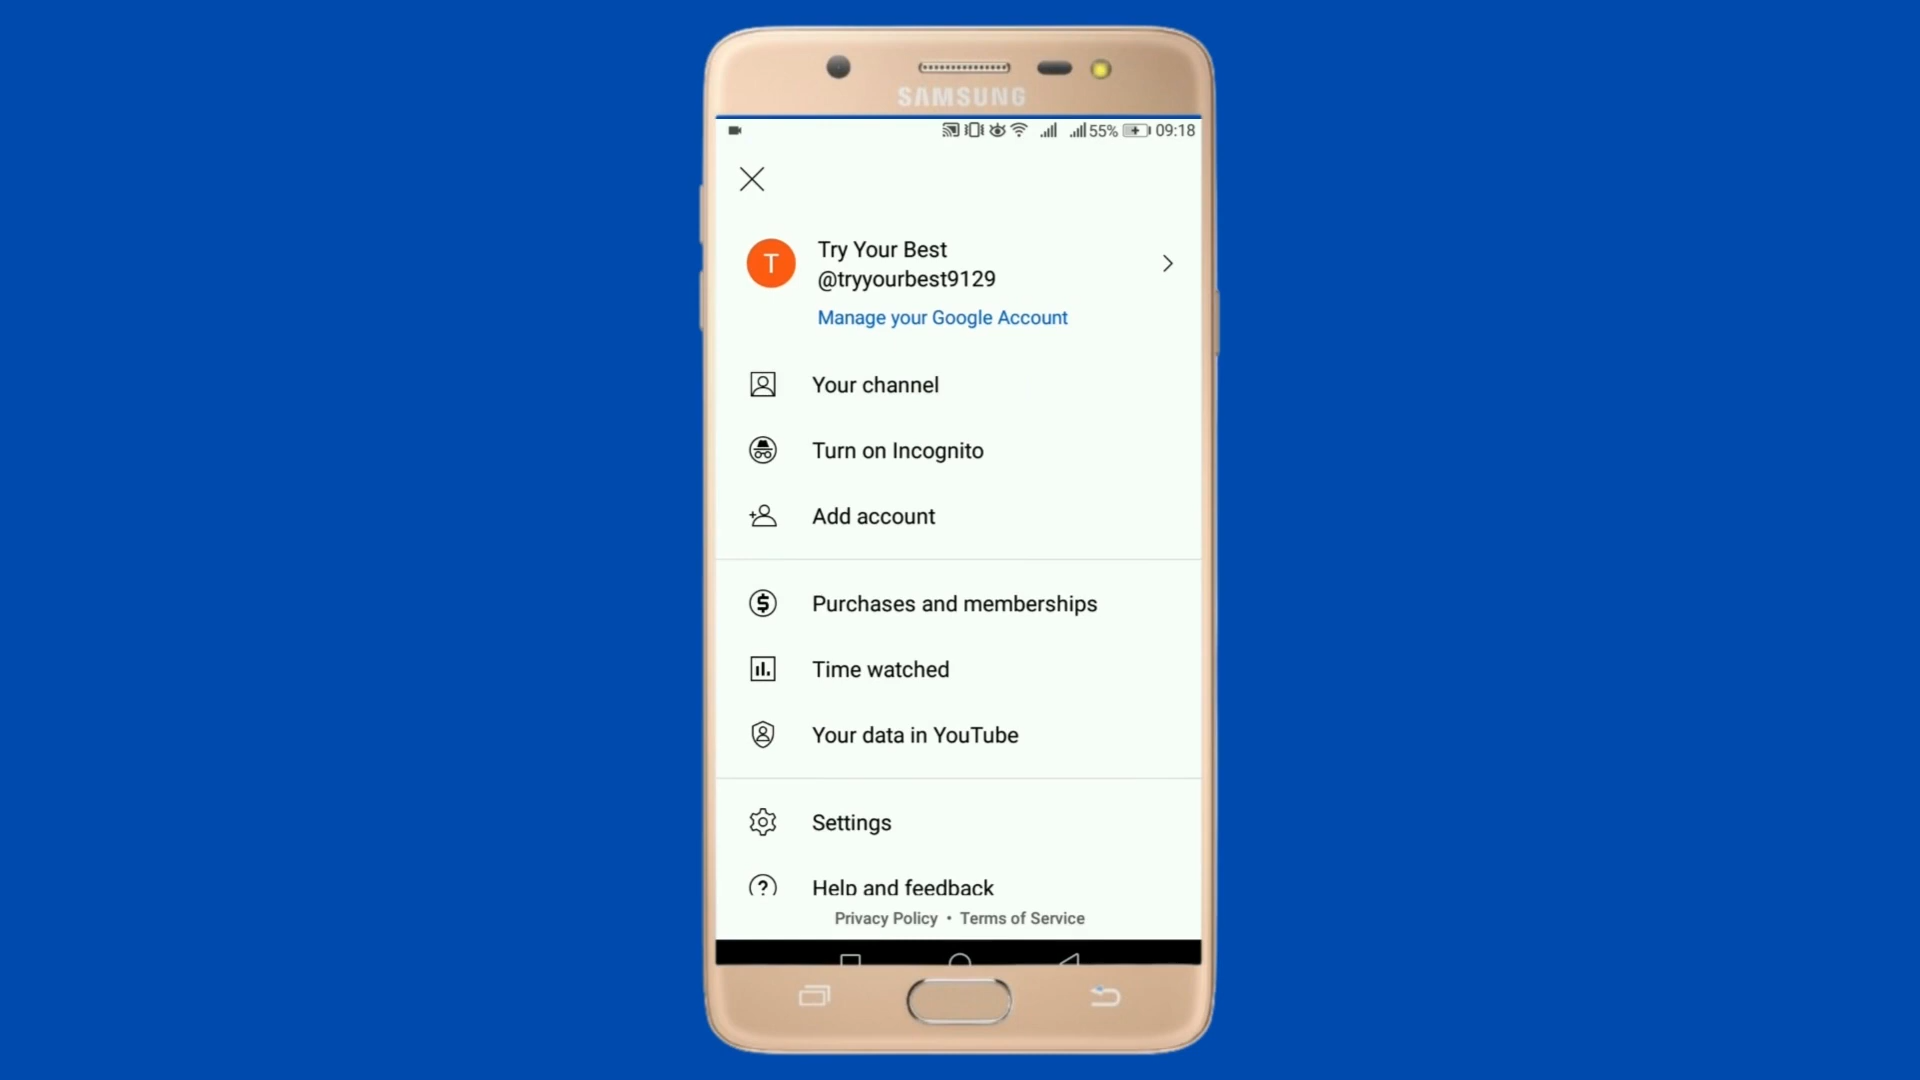 SAMSUNG
55% 09:18
T
Try Your Best
@tryyourbest9129
Manage your Google Account
Your channel
Turn on Incognito
Add account
Purchases and memberships
Time watched
Your data in YouTube
Settings
Help and feedback
Privacy Policy • Terms of Service